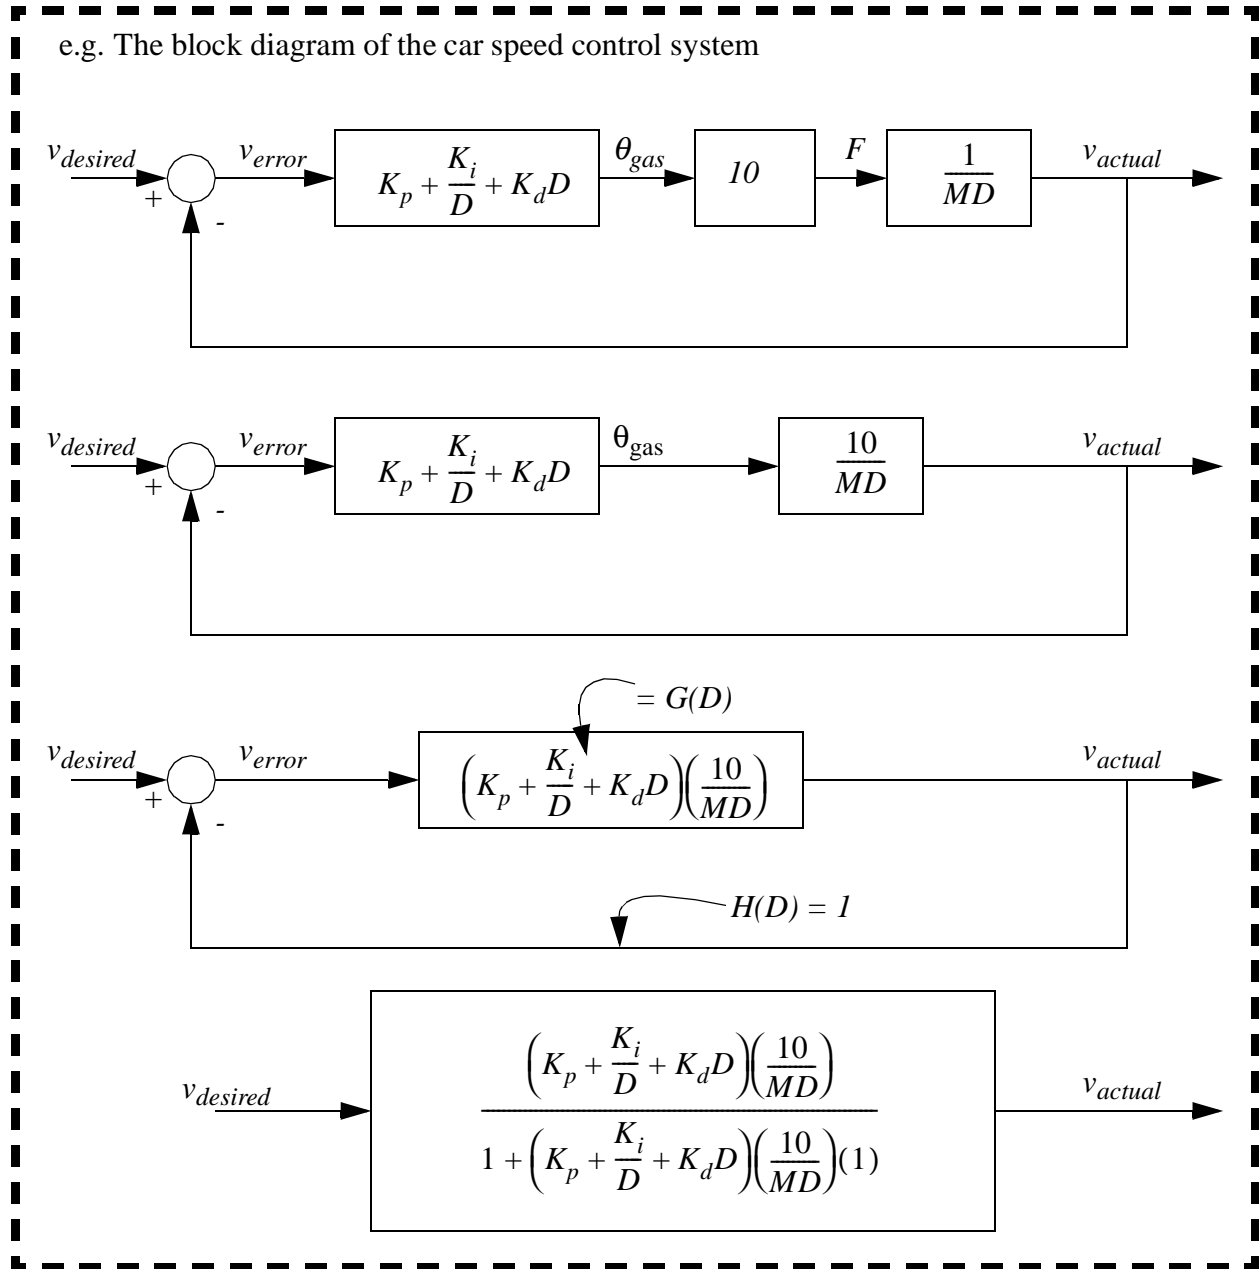 e.g. The block diagram of the car speed control system
v_desired + - v_error K_p + K_i/D + K_d D θ_gas 10 F 1/MD v_actual
v_desired + - v_error K_p + K_i/D + K_d D θ_gas 10/MD v_actual
= G(D)
v_desired + - v_error (K_p + K_i/D + K_d D)(10/MD) v_actual
H(D) = 1
v_desired (K_p + K_i/D + K_d D)(10/MD) / 1 + (K_p + K_i/D + K_d D)(10/MD)(1) v_actual